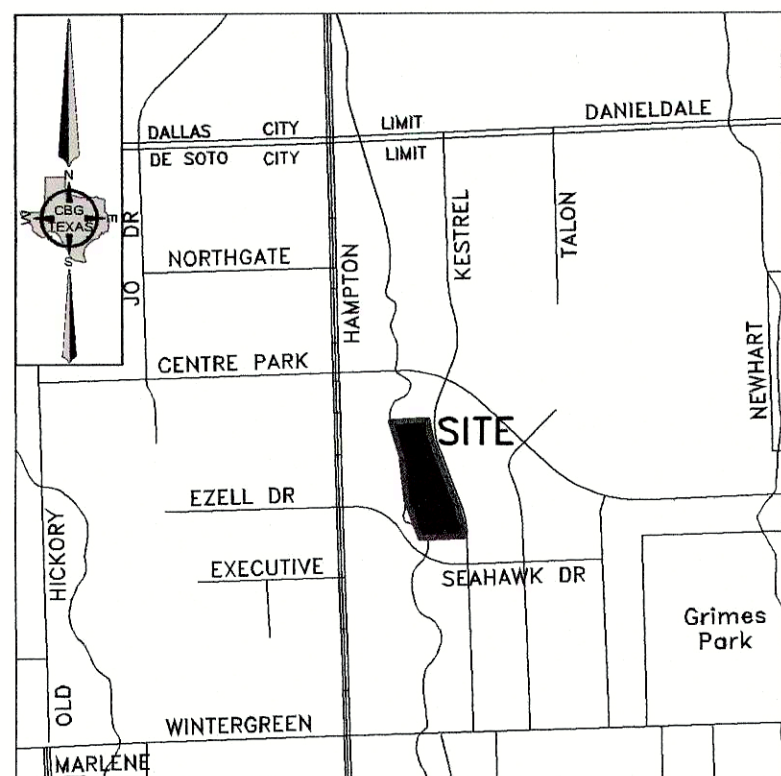 DANIELDALE
DALLAS CITY LIMIT
DE SOTO CITY LIMIT
N
CBG
W E
TEXAS
S
JO DR
NORTHGATE
HAMPTON
KESTREL
TALON
CENTRE PARK
NEWHART
SITE
EZELL DR
HICKORY
OLD
EXECUTIVE
SEAHAWK DR
Grimes
Park
WINTERGREEN
MARLENE